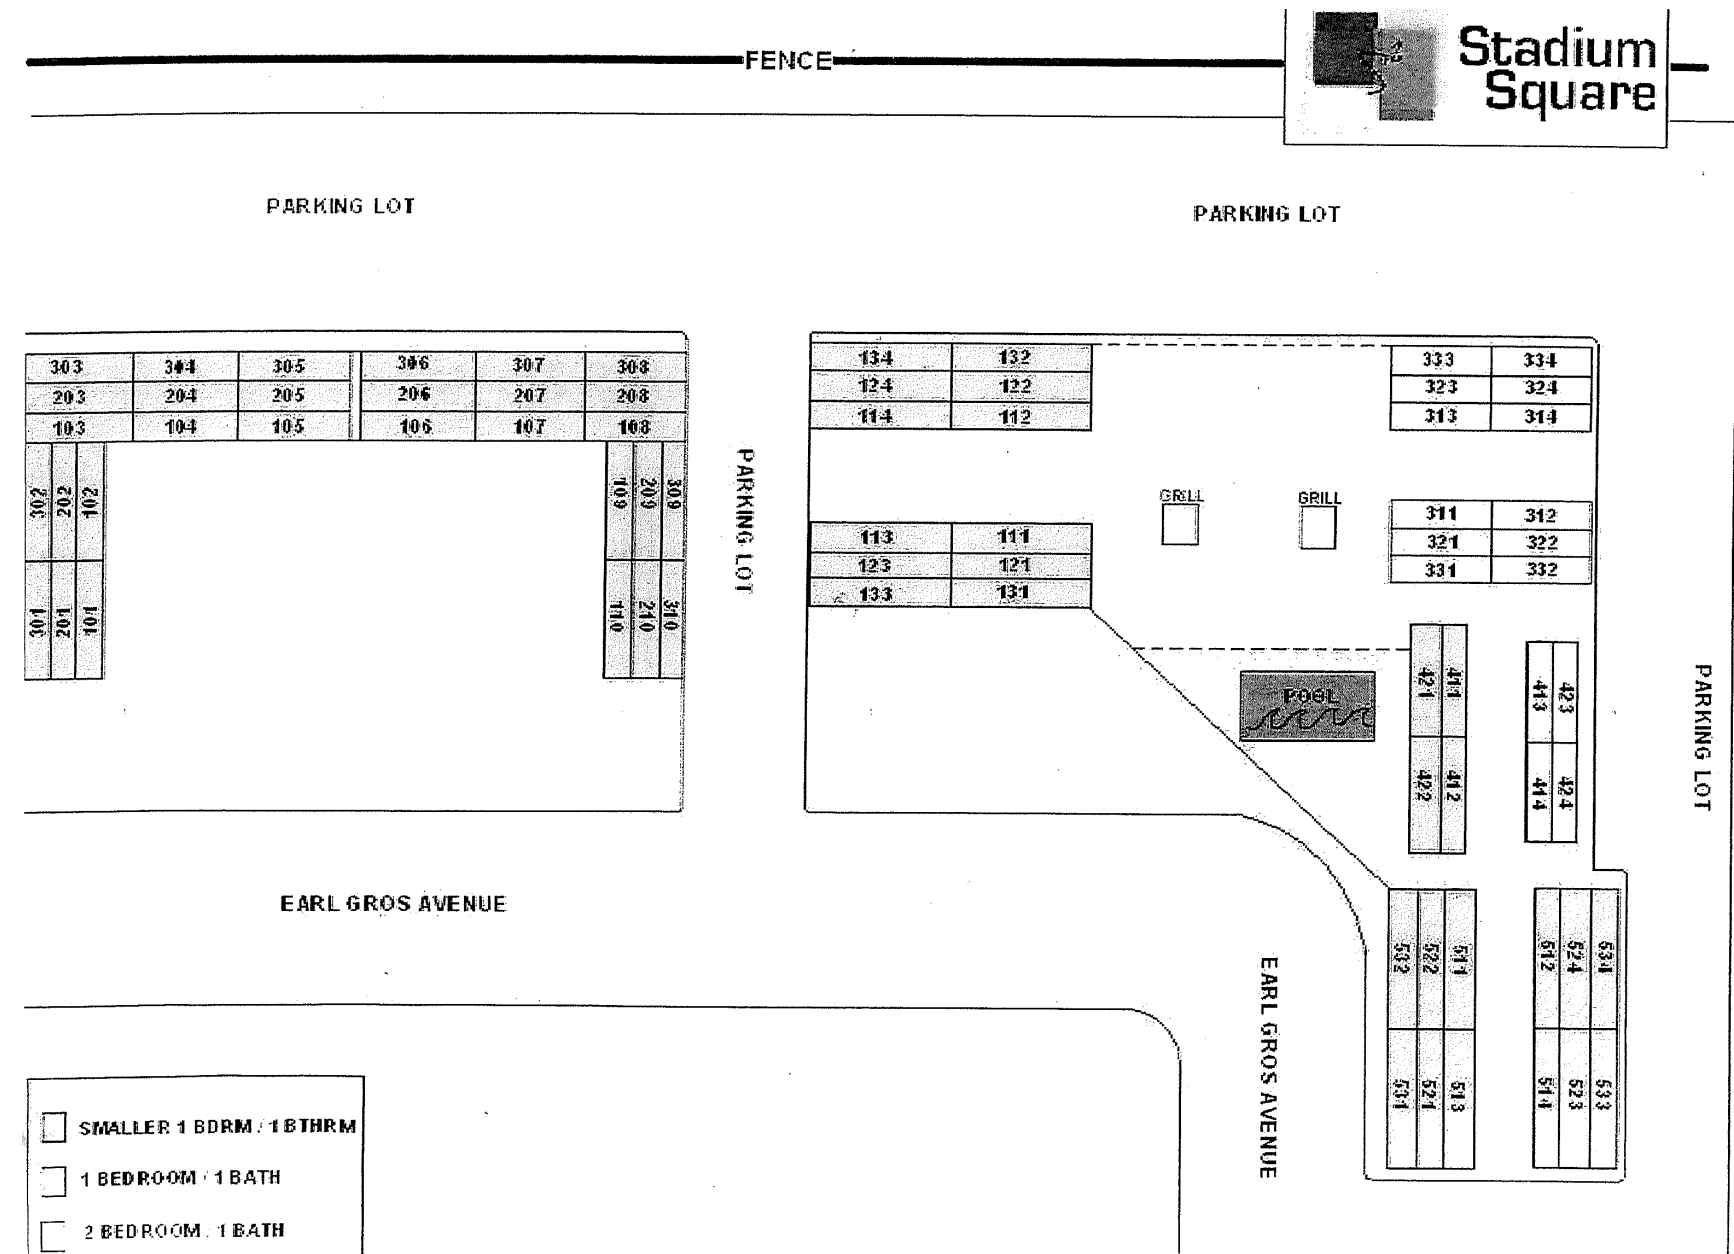 FENCE
Stadium
Square
PARKING LOT
PARKING LOT
303 304 305 306 307 308
203 204 205 206 207 208
103 104 105 106 107 108
302 202 102
301 201 101
109 209 309
110 210 310
PARKING LOT
134 132
124 122
114 112
113 111
123 121
133 131
GRILL GRILL
333 334
323 324
313 314
311 312
321 322
331 332
POOL
421 411
422 412
413 423
414 424
PARKING LOT
532 522 511
531 521 513
512 524 534
514 523 533
EARL GROS AVENUE
EARL GROS AVENUE
SMALLER 1 BDRM / 1 BTHRM
1 BEDROOM / 1 BATH
2 BEDROOM / 1 BATH